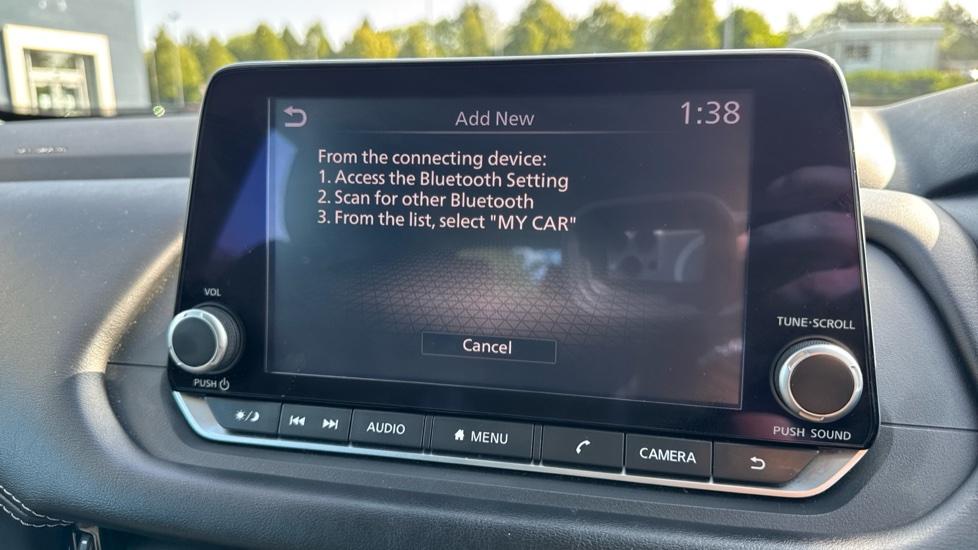 Add New
1:38
From the connecting device:
1. Access the Bluetooth Setting
2. Scan for other Bluetooth
3. From the list, select "MY CAR"
Cancel
VOL
PUSH
TUNE·SCROLL
PUSH SOUND
AUDIO
MENU
CAMERA